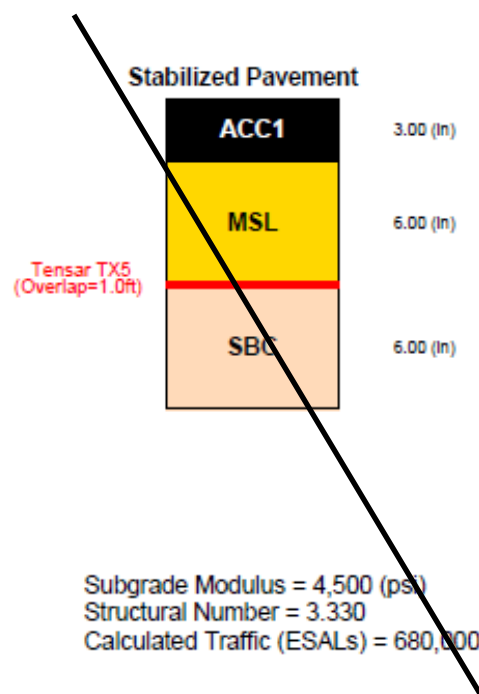 Stabilized Pavement
ACC1 3.00 (in)
MSL 6.00 (in)
Tensar TX5
(Overlap=1.0ft)
SBC 6.00 (in)
Subgrade Modulus = 4,500 (psi)
Structural Number = 3.330
Calculated Traffic (ESALs) = 680,000